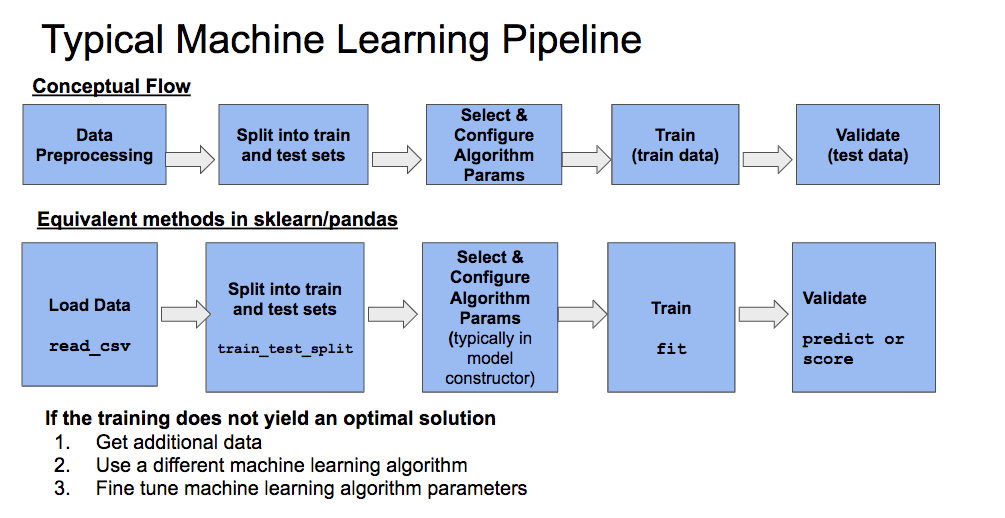 Typical Machine Learning Pipeline
Conceptual Flow
Data
Preprocessing
Split into train
and test sets
Select &
Configure
Algorithm
Params
Train
(train data)
Validate
(test data)
Equivalent methods in sklearn/pandas
Load Data
read_csv
Split into train
and test sets
train_test_split
Select &
Configure
Algorithm
Params
(typically in
model
constructor)
Train
fit
Validate
predict or
score
If the training does not yield an optimal solution
1. Get additional data
2. Use a different machine learning algorithm
3. Fine tune machine learning algorithm parameters